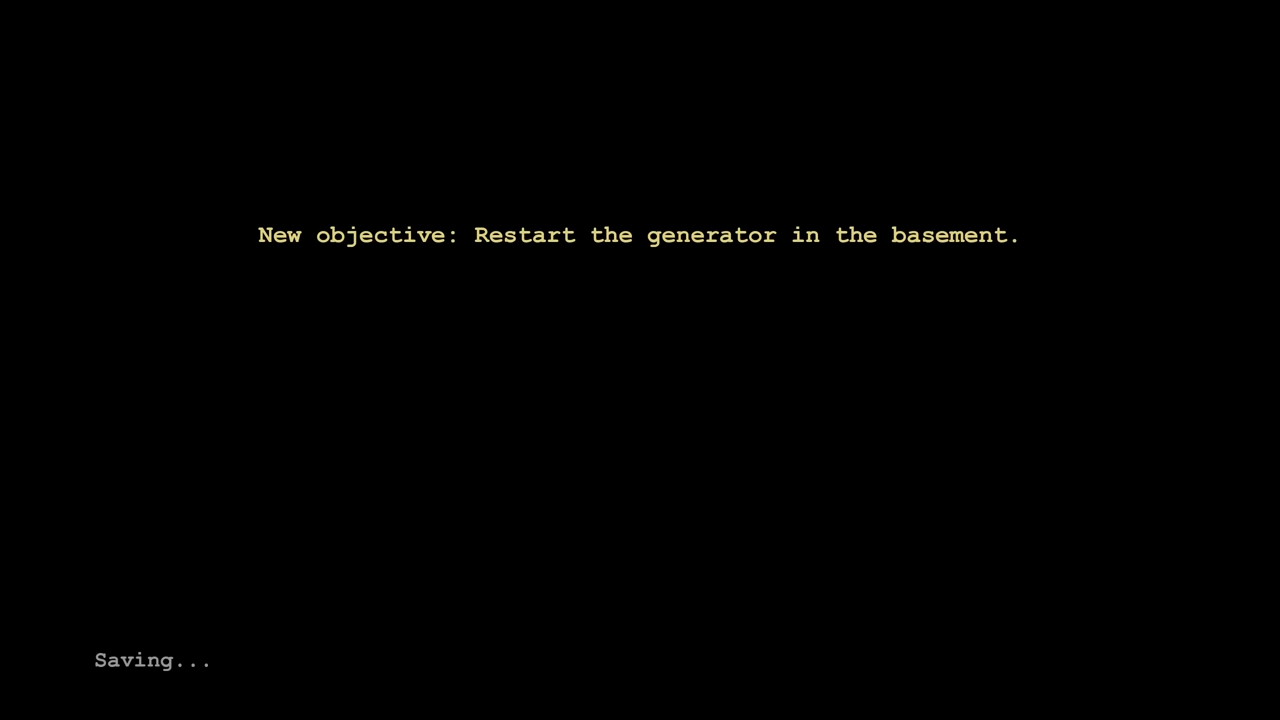 New objective: Restart the generator in the basement.
Saving...